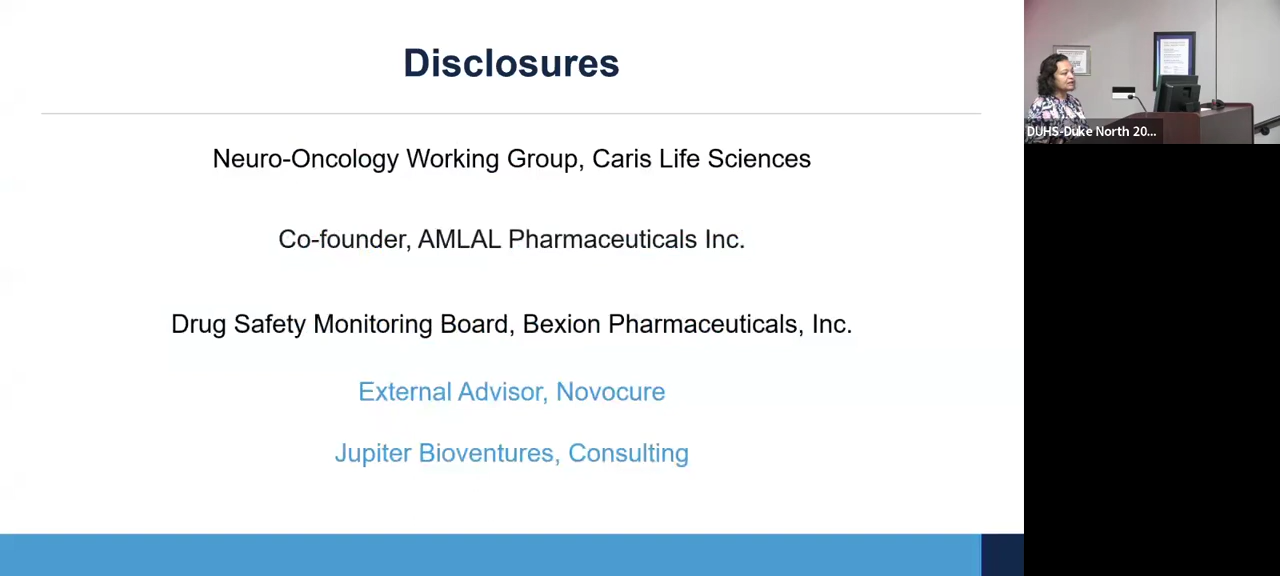 Disclosures
Neuro-Oncology Working Group, Caris Life Sciences
Co-founder, AMLAL Pharmaceuticals Inc.
Drug Safety Monitoring Board, Bexion Pharmaceuticals, Inc.
External Advisor, Novocure
Jupiter Bioventures, Consulting
DUHS-Duke North 20...